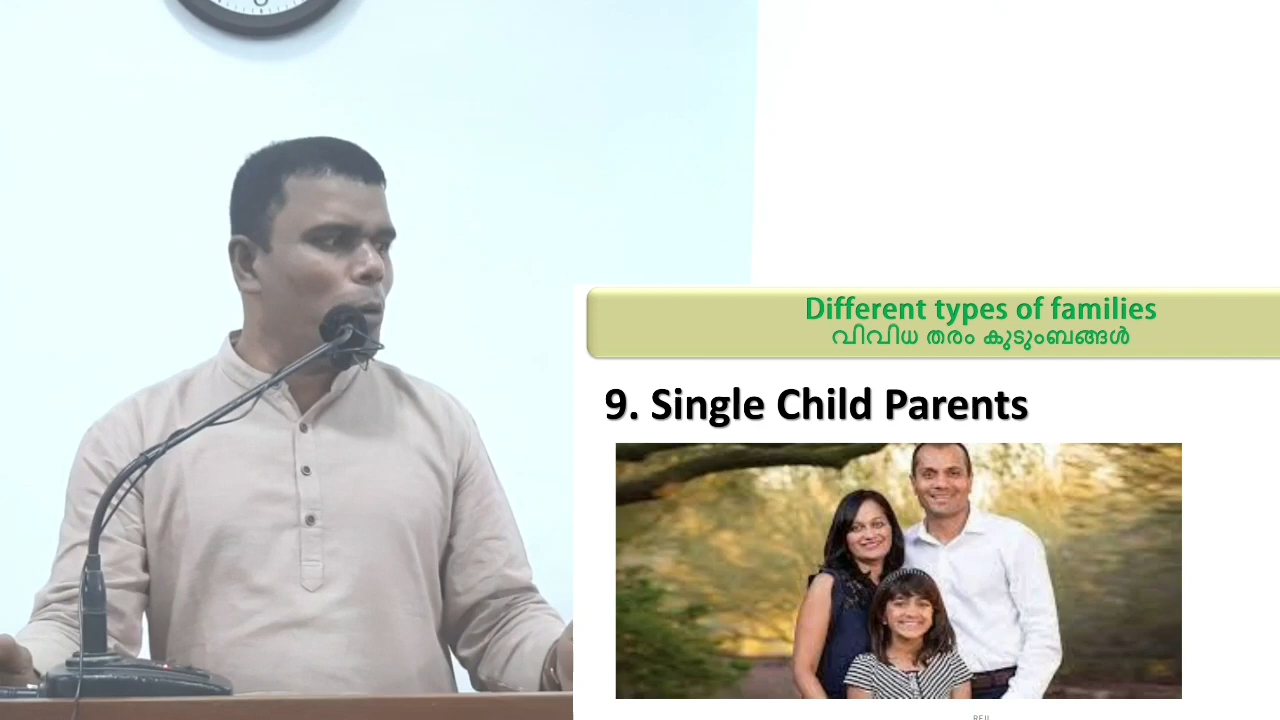 Different types of families
വിവിധ തരം കുടുംബങ്ങൾ
9. Single Child Parents